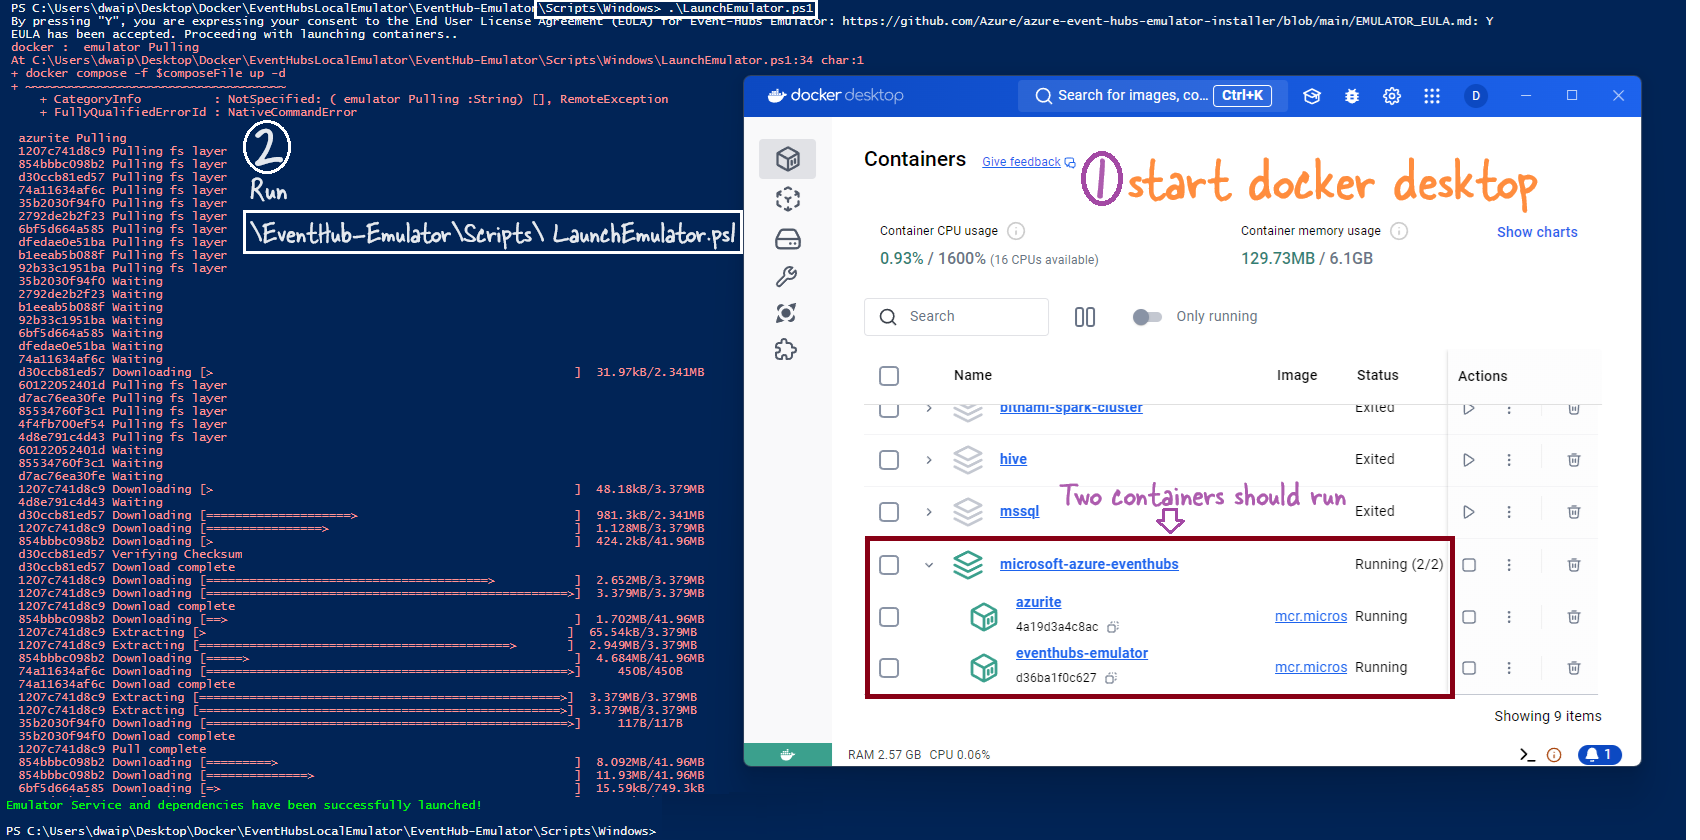 PS C:\Users\dwaip\Desktop\Docker\EventHubsLocalEmulator\EventHub-Emulator\Scripts\Windows> .\LaunchEmulator.ps1
By pressing "Y", you are expressing your consent to the End User License Agreement (EULA) for Event-Hubs Emulator: https://github.com/Azure/azure-event-hubs-emulator-installer/blob/main/EMULATOR_EULA.md: Y
EULA has been accepted. Proceeding with launching containers..
docker :  emulator Pulling
At C:\Users\dwaip\Desktop\Docker\EventHubsLocalEmulator\EventHub-Emulator\Scripts\Windows\LaunchEmulator.ps1:34 char:1
+ docker compose -f $composeFile up -d
+ ~~~~~~~~~~~~~~~~~~~~~~~~~~~~~~~~~~~~
+ CategoryInfo : NotSpecified: ( emulator Pulling :String) [], RemoteException
+ FullyQualifiedErrorId : NativeCommandError
azurite Pulling
1207c741d8c9 Pulling fs layer
854bbbc098b2 Pulling fs layer
d30ccb81ed57 Pulling fs layer
74a11634af6c Pulling fs layer
35b2030f94f0 Pulling fs layer
2792de2b2f23 Pulling fs layer
6bf5d664a585 Pulling fs layer
dfedae0e51ba Pulling fs layer
b1eeab5b088f Pulling fs layer
92b33c1951ba Pulling fs layer
35b2030f94f0 Waiting
2792de2b2f23 Waiting
b1eeab5b088f Waiting
92b33c1951ba Waiting
6bf5d664a585 Waiting
dfedae0e51ba Waiting
74a11634af6c Waiting
d30ccb81ed57 Downloading [> ] 31.97kB/2.341MB
60122052401d Pulling fs layer
d7ac76ea30fe Pulling fs layer
85534760f3c1 Pulling fs layer
4f4fb700ef54 Pulling fs layer
4d8e791c4d43 Pulling fs layer
60122052401d Waiting
85534760f3c1 Waiting
d7ac76ea30fe Waiting
1207c741d8c9 Downloading [> ] 48.18kB/3.379MB
4d8e791c4d43 Waiting
d30ccb81ed57 Downloading [====================> ] 981.3kB/2.341MB
1207c741d8c9 Downloading [================> ] 1.128MB/3.379MB
854bbbc098b2 Downloading [> ] 424.2kB/41.96MB
d30ccb81ed57 Verifying Checksum
d30ccb81ed57 Download complete
1207c741d8c9 Downloading [=======================================> ] 2.652MB/3.379MB
1207c741d8c9 Downloading [==================================================>] 3.379MB/3.379MB
1207c741d8c9 Download complete
854bbbc098b2 Downloading [==> ] 1.702MB/41.96MB
1207c741d8c9 Extracting [> ] 65.54kB/3.379MB
1207c741d8c9 Extracting [===========================================> ] 2.949MB/3.379MB
854bbbc098b2 Downloading [=====> ] 4.684MB/41.96MB
74a11634af6c Downloading [==================================================>] 450B/450B
74a11634af6c Download complete
1207c741d8c9 Extracting [==================================================>] 3.379MB/3.379MB
1207c741d8c9 Extracting [==================================================>] 3.379MB/3.379MB
35b2030f94f0 Downloading [==================================================>] 117B/117B
35b2030f94f0 Download complete
1207c741d8c9 Pull complete
854bbbc098b2 Downloading [=========> ] 8.092MB/41.96MB
854bbbc098b2 Downloading [==============> ] 11.93MB/41.96MB
6bf5d664a585 Downloading [=> ] 15.59kB/749.3kB
Emulator Service and dependencies have been successfully launched!
PS C:\Users\dwaip\Desktop\Docker\EventHubsLocalEmulator\EventHub-Emulator\Scripts\Windows>
2
Run
\EventHub-Emulator\Scripts\ LaunchEmulator.ps1
docker desktop
Search for images, co... Ctrl+K
D
Containers Give feedback
1 start docker desktop
Container CPU usage
0.93% / 1600% (16 CPUs available)
Container memory usage
129.73MB / 6.1GB
Show charts
Search
Only running
Name Image Status Actions
bitnami-spark-cluster Exited
hive Exited
Two containers should run
mssql Exited
microsoft-azure-eventhubs Running (2/2)
azurite mcr.micros Running
4a19d3a4c8ac
eventhubs-emulator mcr.micros Running
d36ba1f0c627
Showing 9 items
RAM 2.57 GB CPU 0.06%
1